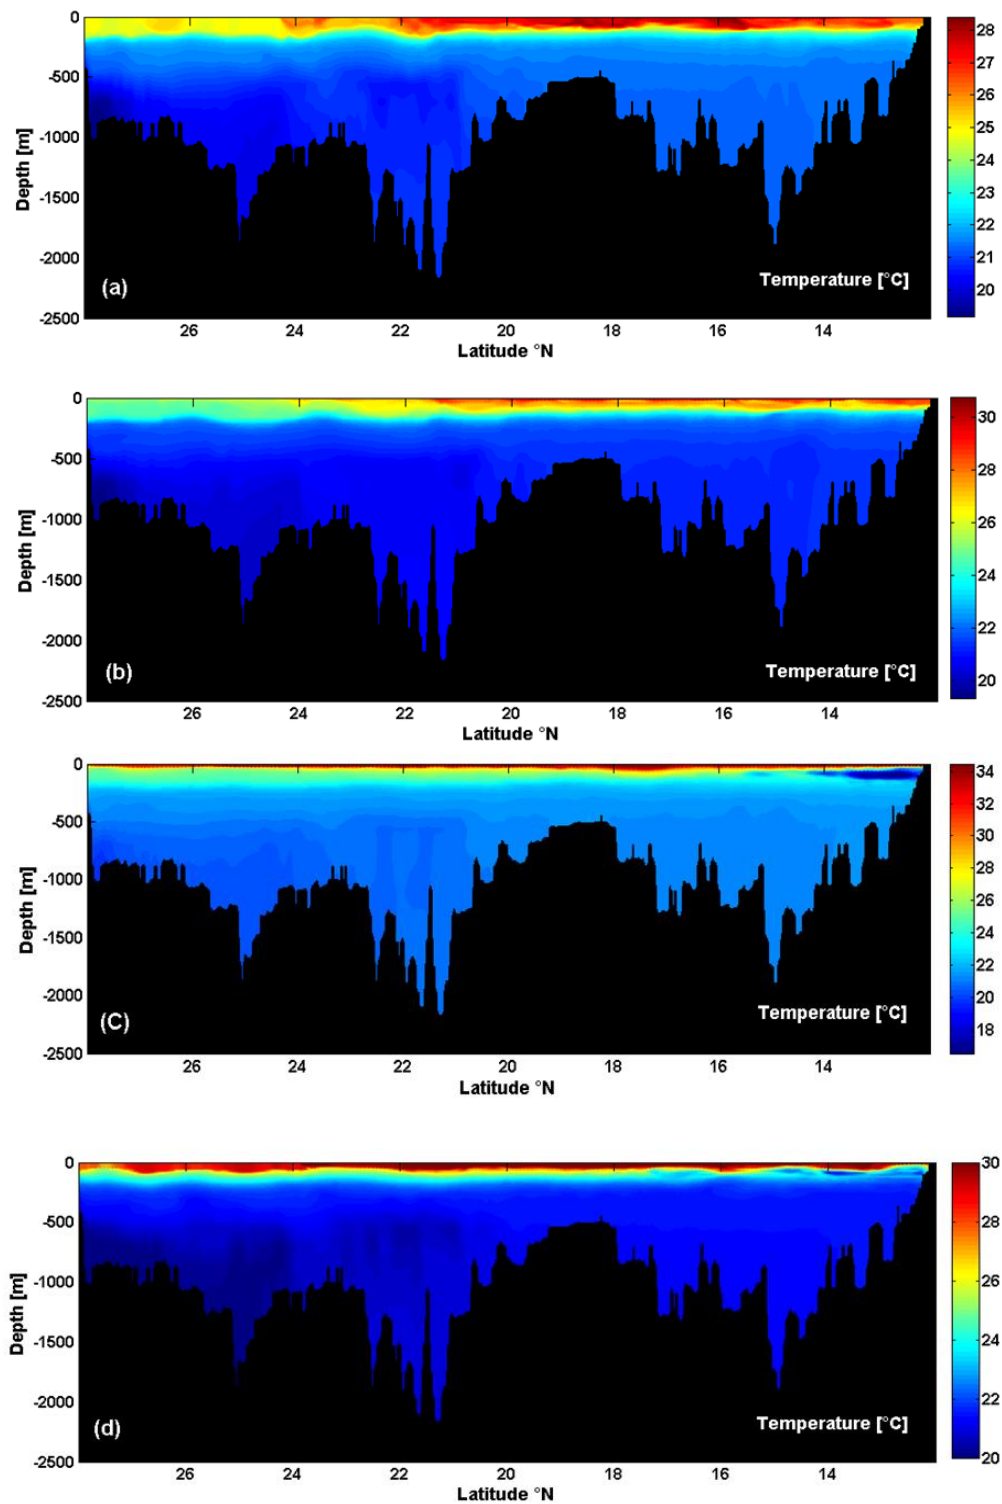 0
-500
-1000
-1500
-2000
-2500
Depth [m]
(a)
Temperature [°C]
26 24 22 20 18 16 14
Latitude °N
28
26
25
24
22
21
20
0
-500
-1000
-1500
-2000
-2500
Depth [m]
(b)
Temperature [°C]
26 24 22 20 18 16 14
Latitude °N
30
28
26
24
22
20
0
-500
-1000
-1500
-2000
-2500
Depth [m]
(C)
Temperature [°C]
26 24 22 20 18 16 14
Latitude °N
34
32
30
28
26
24
22
20
18
0
-500
-1000
-1500
-2000
-2500
Depth [m]
(d)
Temperature [°C]
26 24 22 20 18 16 14
Latitude °N
30
28
26
24
22
20